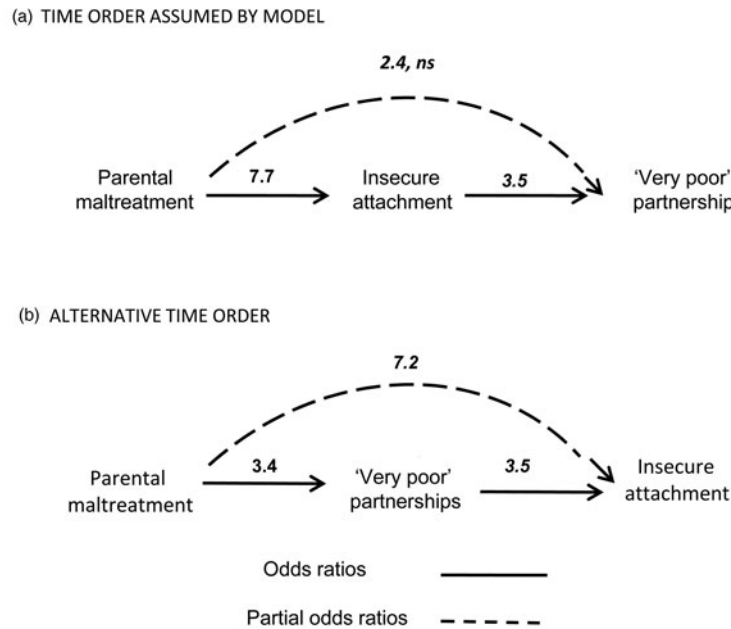 (a) TIME ORDER ASSUMED BY MODEL
2.4, ns
Parental
maltreatment
7.7
Insecure
attachment
3.5
'Very poor'
partnership
(b) ALTERNATIVE TIME ORDER
7.2
Parental
maltreatment
3.4
'Very poor'
partnerships
3.5
Insecure
attachment
Odds ratios
Partial odds ratios